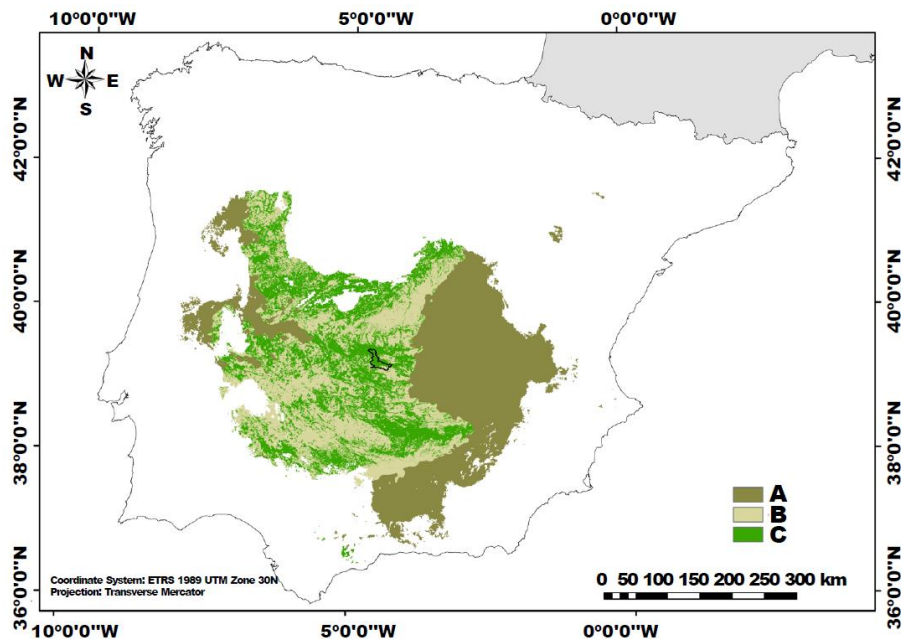 10°0'0"W 5°0'0"W 0°0'0"W
N
W E
S
42°0'0"N 42°0'0"N
40°0'0"N 40°0'0"N
38°0'0"N 38°0'0"N
36°0'0"N 36°0'0"N
A
B
C
Coordinate System: ETRS 1989 UTM Zone 30N
Projection: Transverse Mercator
0 50 100 150 200 250 300 km
10°0'0"W 5°0'0"W 0°0'0"W